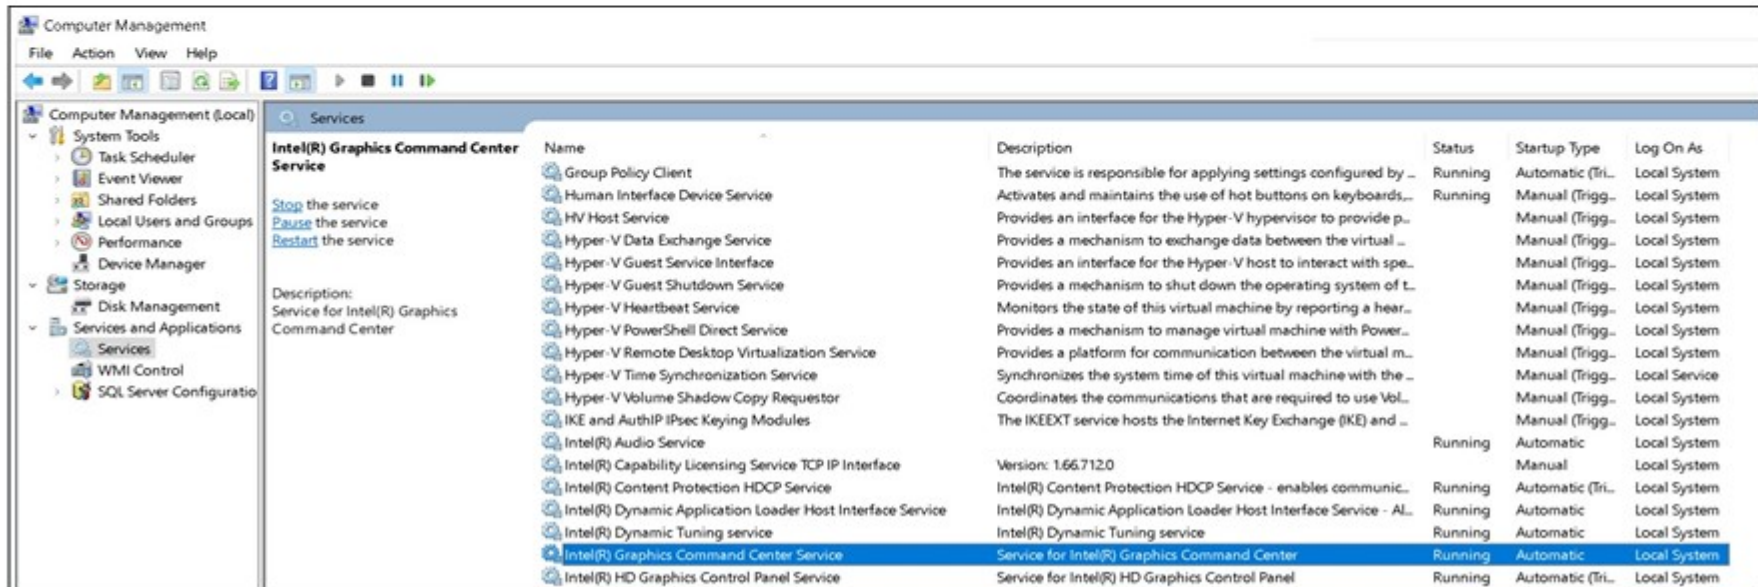 Computer Management
File Action View Help
Computer Management (Local)
System Tools
Task Scheduler
Event Viewer
Shared Folders
Local Users and Groups
Performance
Device Manager
Storage
Disk Management
Services and Applications
Services
WMI Control
SQL Server Configuratio
Services
Intel(R) Graphics Command Center
Service
Stop the service
Pause the service
Restart the service
Description:
Service for Intel(R) Graphics
Command Center
Name Description Status Startup Type Log On As
Group Policy Client The service is responsible for applying settings configured by ... Running Automatic (Tri... Local System
Human Interface Device Service Activates and maintains the use of hot buttons on keyboards,... Running Manual (Trigg... Local System
HV Host Service Provides an interface for the Hyper-V hypervisor to provide p... Manual (Trigg... Local System
Hyper-V Data Exchange Service Provides a mechanism to exchange data between the virtual ... Manual (Trigg... Local System
Hyper-V Guest Service Interface Provides an interface for the Hyper-V host to interact with spe... Manual (Trigg... Local System
Hyper-V Guest Shutdown Service Provides a mechanism to shut down the operating system of t... Manual (Trigg... Local System
Hyper-V Heartbeat Service Monitors the state of this virtual machine by reporting a hear... Manual (Trigg... Local System
Hyper-V PowerShell Direct Service Provides a mechanism to manage virtual machine with Power... Manual (Trigg... Local System
Hyper-V Remote Desktop Virtualization Service Provides a platform for communication between the virtual m... Manual (Trigg... Local System
Hyper-V Time Synchronization Service Synchronizes the system time of this virtual machine with the ... Manual (Trigg... Local Service
Hyper-V Volume Shadow Copy Requestor Coordinates the communications that are required to use Vol... Manual (Trigg... Local System
IKE and AuthIP IPsec Keying Modules The IKEEXT service hosts the Internet Key Exchange (IKE) and ... Manual (Trigg... Local System
Intel(R) Audio Service Running Automatic Local System
Intel(R) Capability Licensing Service TCP IP Interface Version: 1.66.712.0 Manual Local System
Intel(R) Content Protection HDCP Service Intel(R) Content Protection HDCP Service - enables communic... Running Automatic (Tri... Local System
Intel(R) Dynamic Application Loader Host Interface Service Intel(R) Dynamic Application Loader Host Interface Service - Al... Running Automatic Local System
Intel(R) Dynamic Tuning service Intel(R) Dynamic Tuning service Running Automatic Local System
Intel(R) Graphics Command Center Service Service for Intel(R) Graphics Command Center Running Automatic Local System
Intel(R) HD Graphics Control Panel Service Service for Intel(R) HD Graphics Control Panel Running Automatic (Tri... Local System